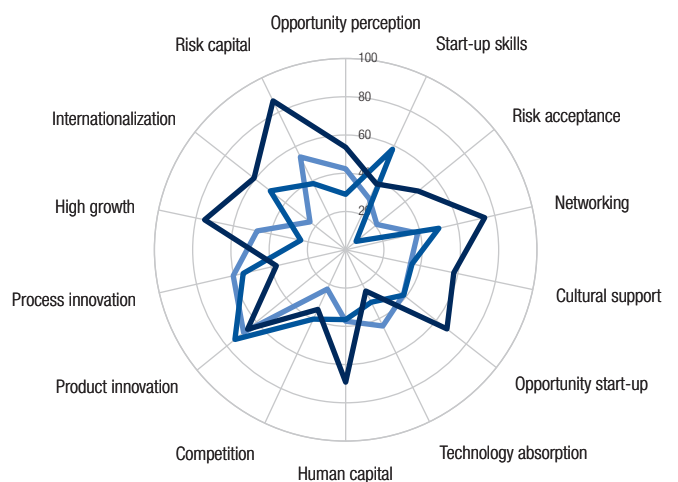 Opportunity perception
Risk capital
Start-up skills
100
80
60
40
20
Internationalization
Risk acceptance
High growth
Networking
Process innovation
Cultural support
Product innovation
Opportunity start-up
Competition
Technology absorption
Human capital